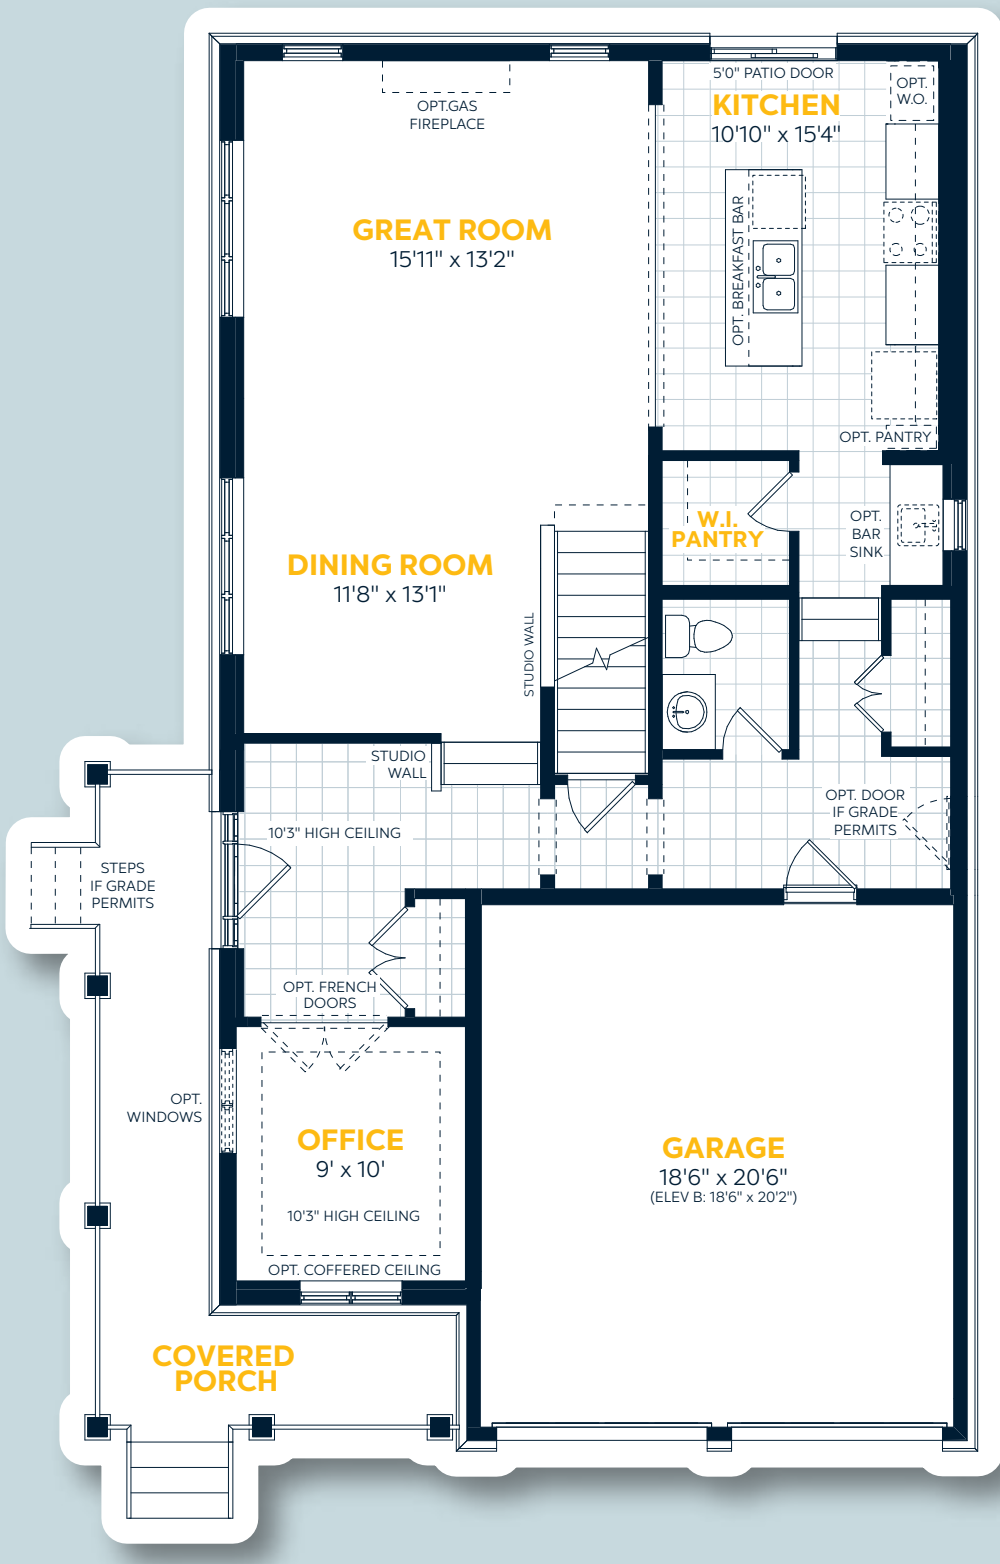 5'0" PATIO DOOR
KITCHEN
10'10" x 15'4"
OPT.
W.O.
OPT.GAS
FIREPLACE
GREAT ROOM
15'11" x 13'2"
OPT. BREAKFAST BAR
OPT. PANTRY
W.I.
PANTRY
OPT.
BAR
SINK
DINING ROOM
11'8" x 13'1"
STUDIO WALL
STUDIO
WALL
10'3" HIGH CEILING
OPT. DOOR
IF GRADE
PERMITS
STEPS
IF GRADE
PERMITS
OPT. FRENCH
DOORS
OPT.
WINDOWS
OFFICE
9' x 10'
10'3" HIGH CEILING
OPT. COFFERED CEILING
GARAGE
18'6" x 20'6"
(ELEV B: 18'6" x 20'2")
COVERED
PORCH